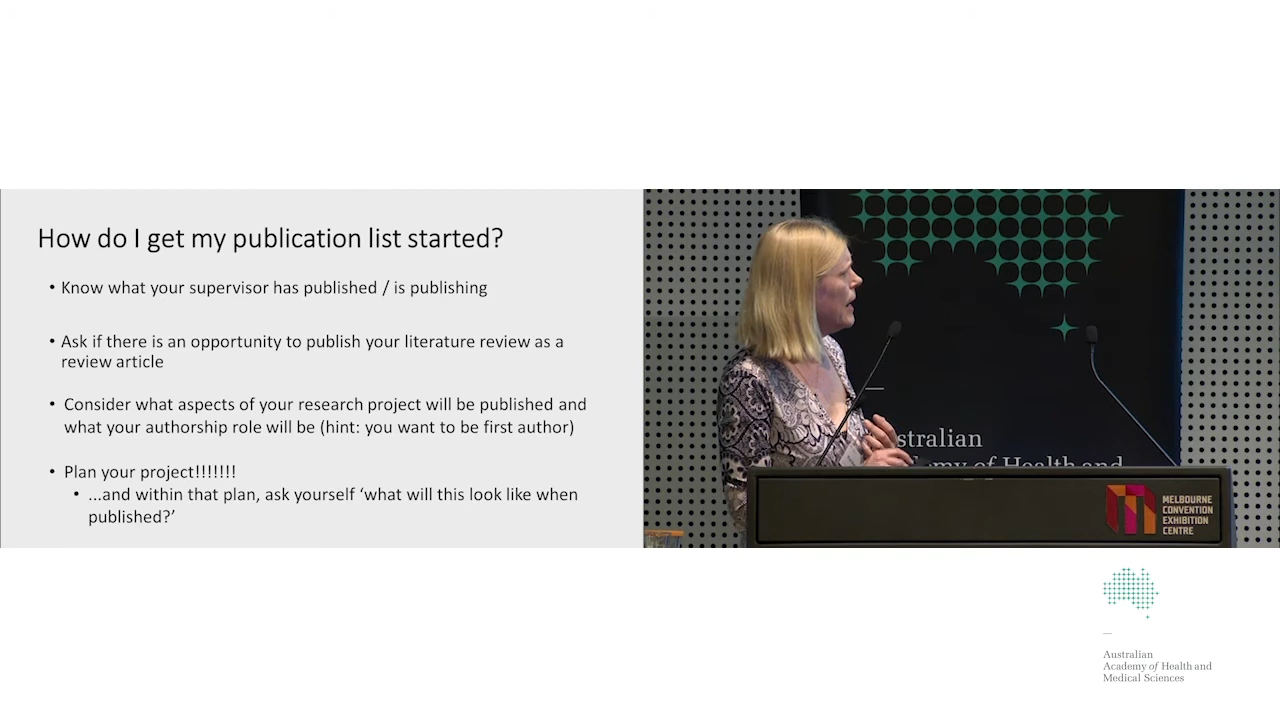 How do I get my publication list started?
• Know what your supervisor has published / is publishing
• Ask if there is an opportunity to publish your literature review as a
review article
• Consider what aspects of your research project will be published and
what your authorship role will be (hint: you want to be first author)
• Plan your project!!!!!!!
• ...and within that plan, ask yourself ‘what will this look like when
published?’
stralian
of Health and
MELBOURNE
CONVENTION
EXHIBITION
CENTRE
Australian
Academy of Health and
Medical Sciences